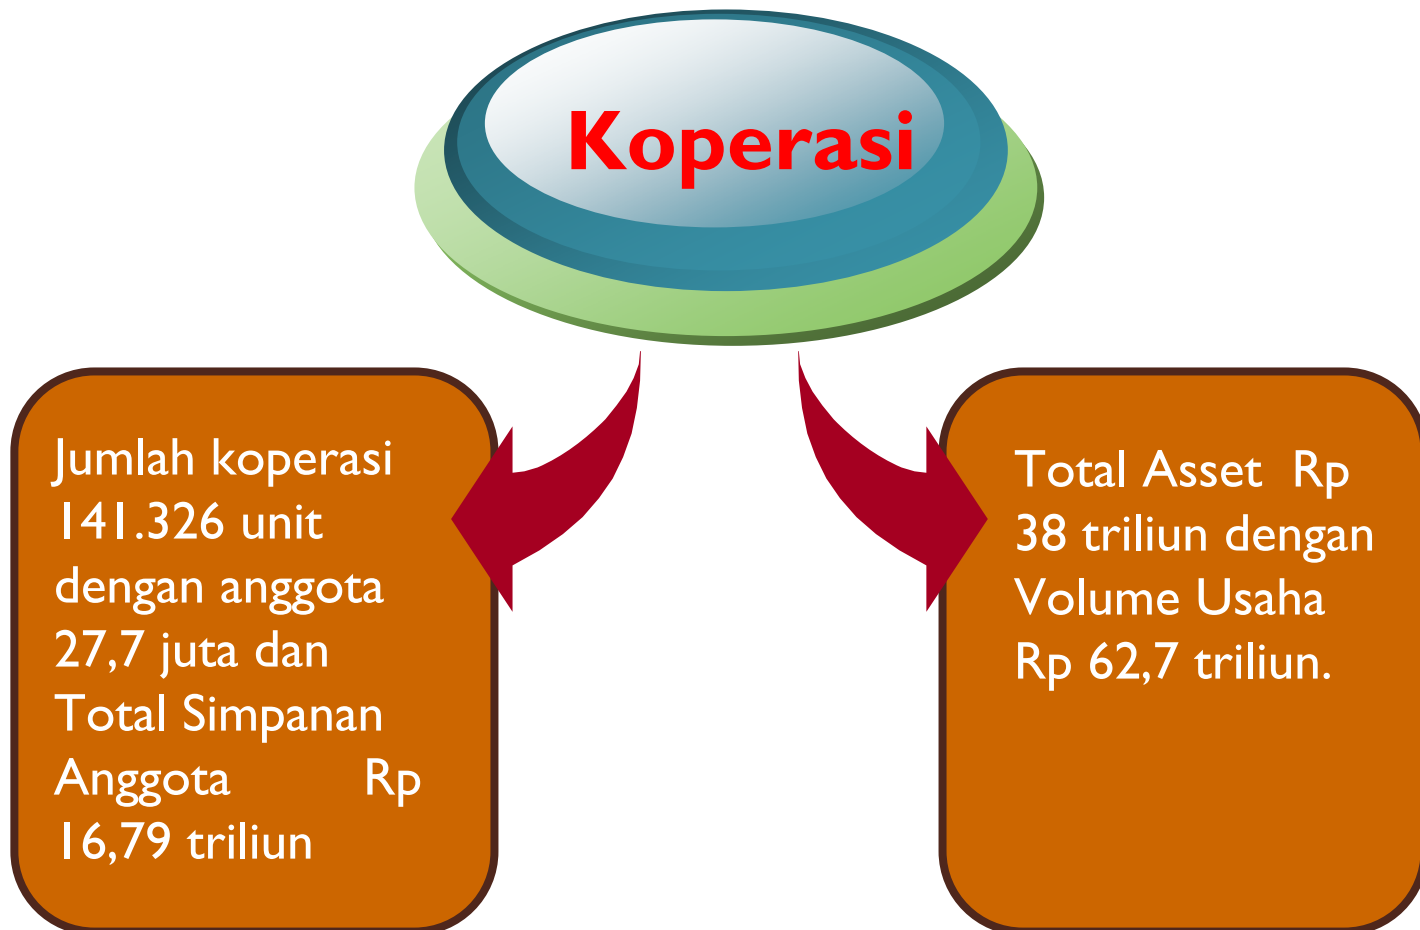 Koperasi
Jumlah koperasi
141.326 unit
dengan anggota
27,7 juta dan
Total Simpanan
Anggota Rp
16,79 triliun
Total Asset Rp
38 triliun dengan
Volume Usaha
Rp 62,7 triliun.